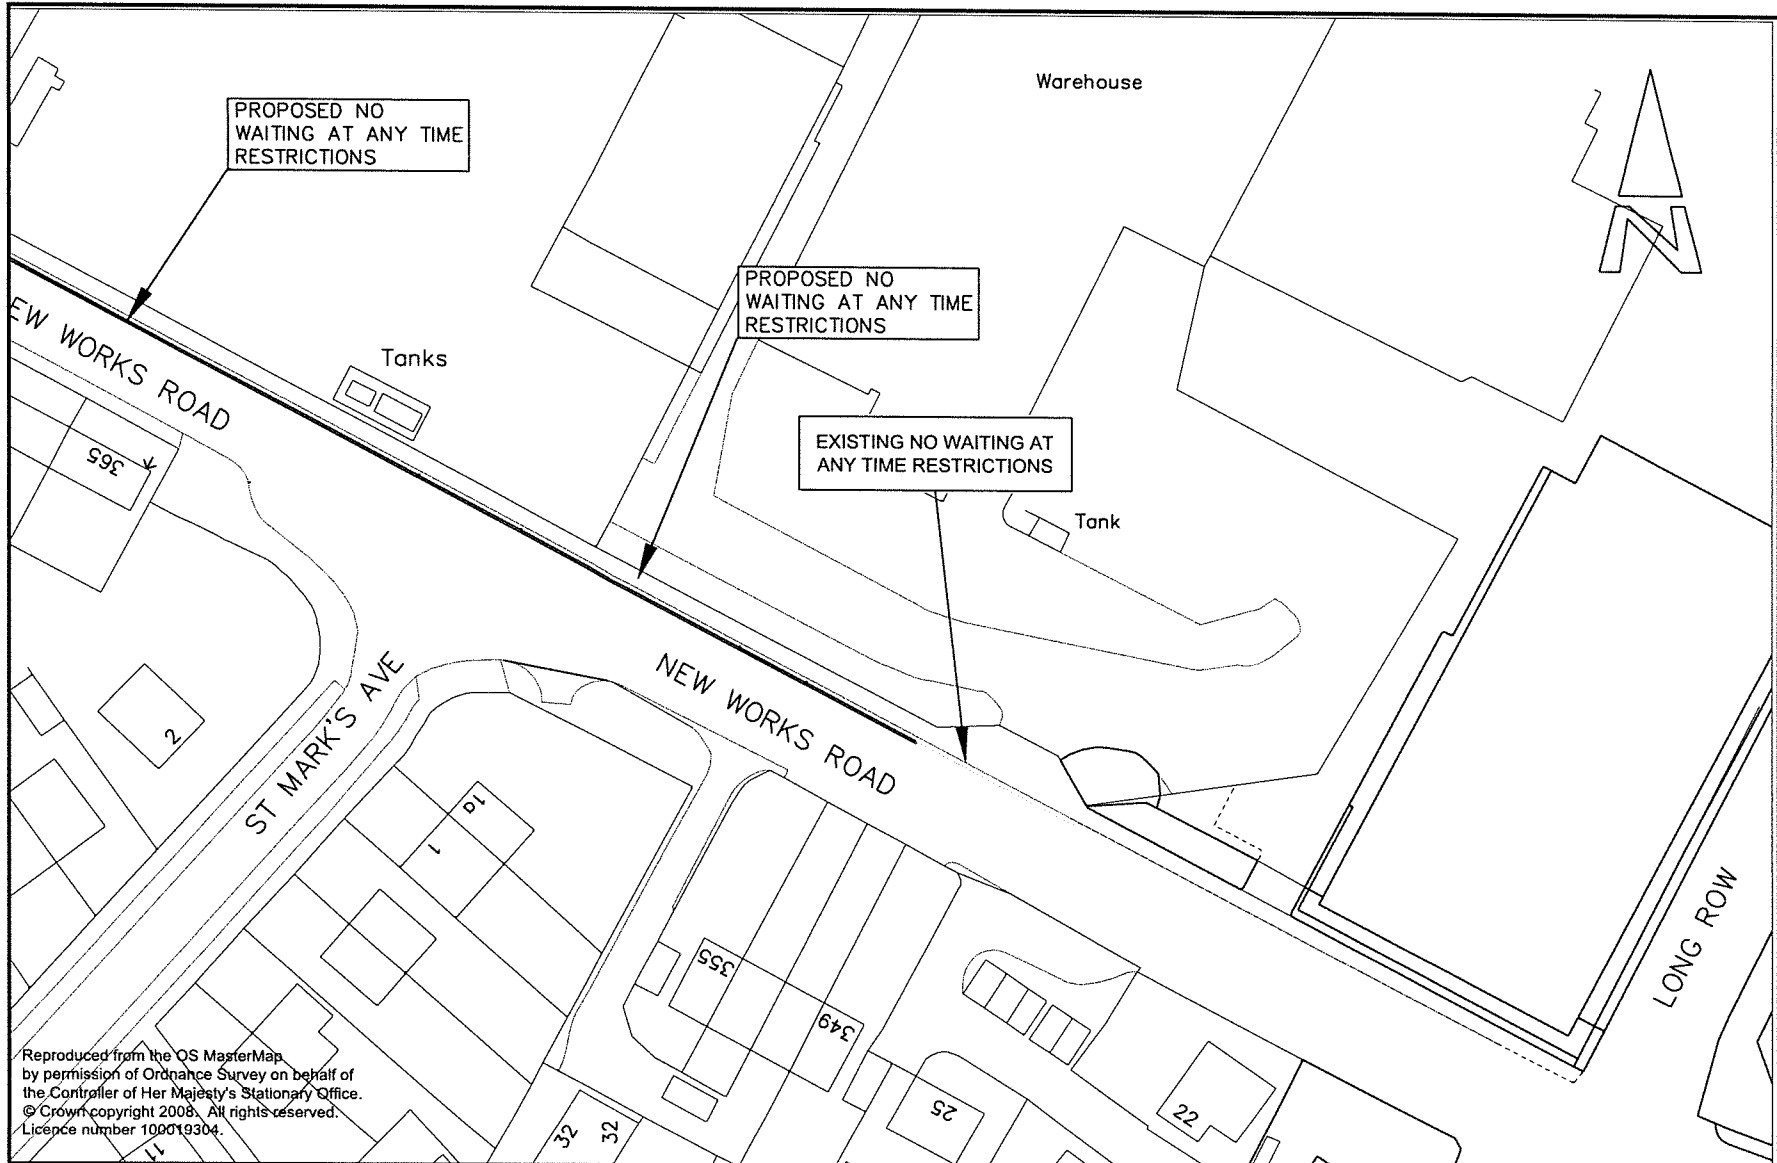 Warehouse
PROPOSED NO
WAITING AT ANY TIME
RESTRICTIONS
N
PROPOSED NO
WAITING AT ANY TIME
RESTRICTIONS
EW WORKS ROAD
Tanks
EXISTING NO WAITING AT
ANY TIME RESTRICTIONS
365
Tank
NEW WORKS ROAD
ST MARK'S AVE
2
1a
1
LONG ROW
355
349
25
22
32
32
11
Reproduced from the OS MasterMap
by permission of Ordnance Survey on behalf of
the Controller of Her Majesty's Stationary Office.
© Crown copyright 2008. All rights reserved.
Licence number 100019304.